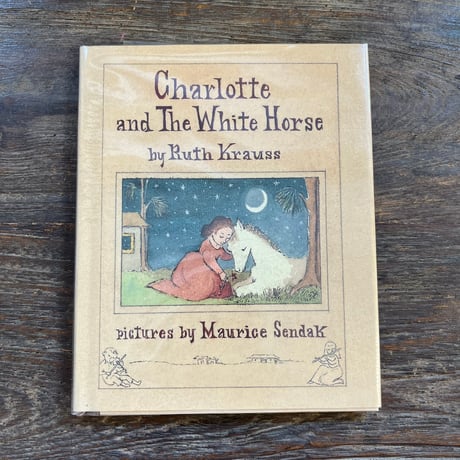 Charlotte
and The White Horse
by Ruth Krauss
pictures by Maurice Sendak